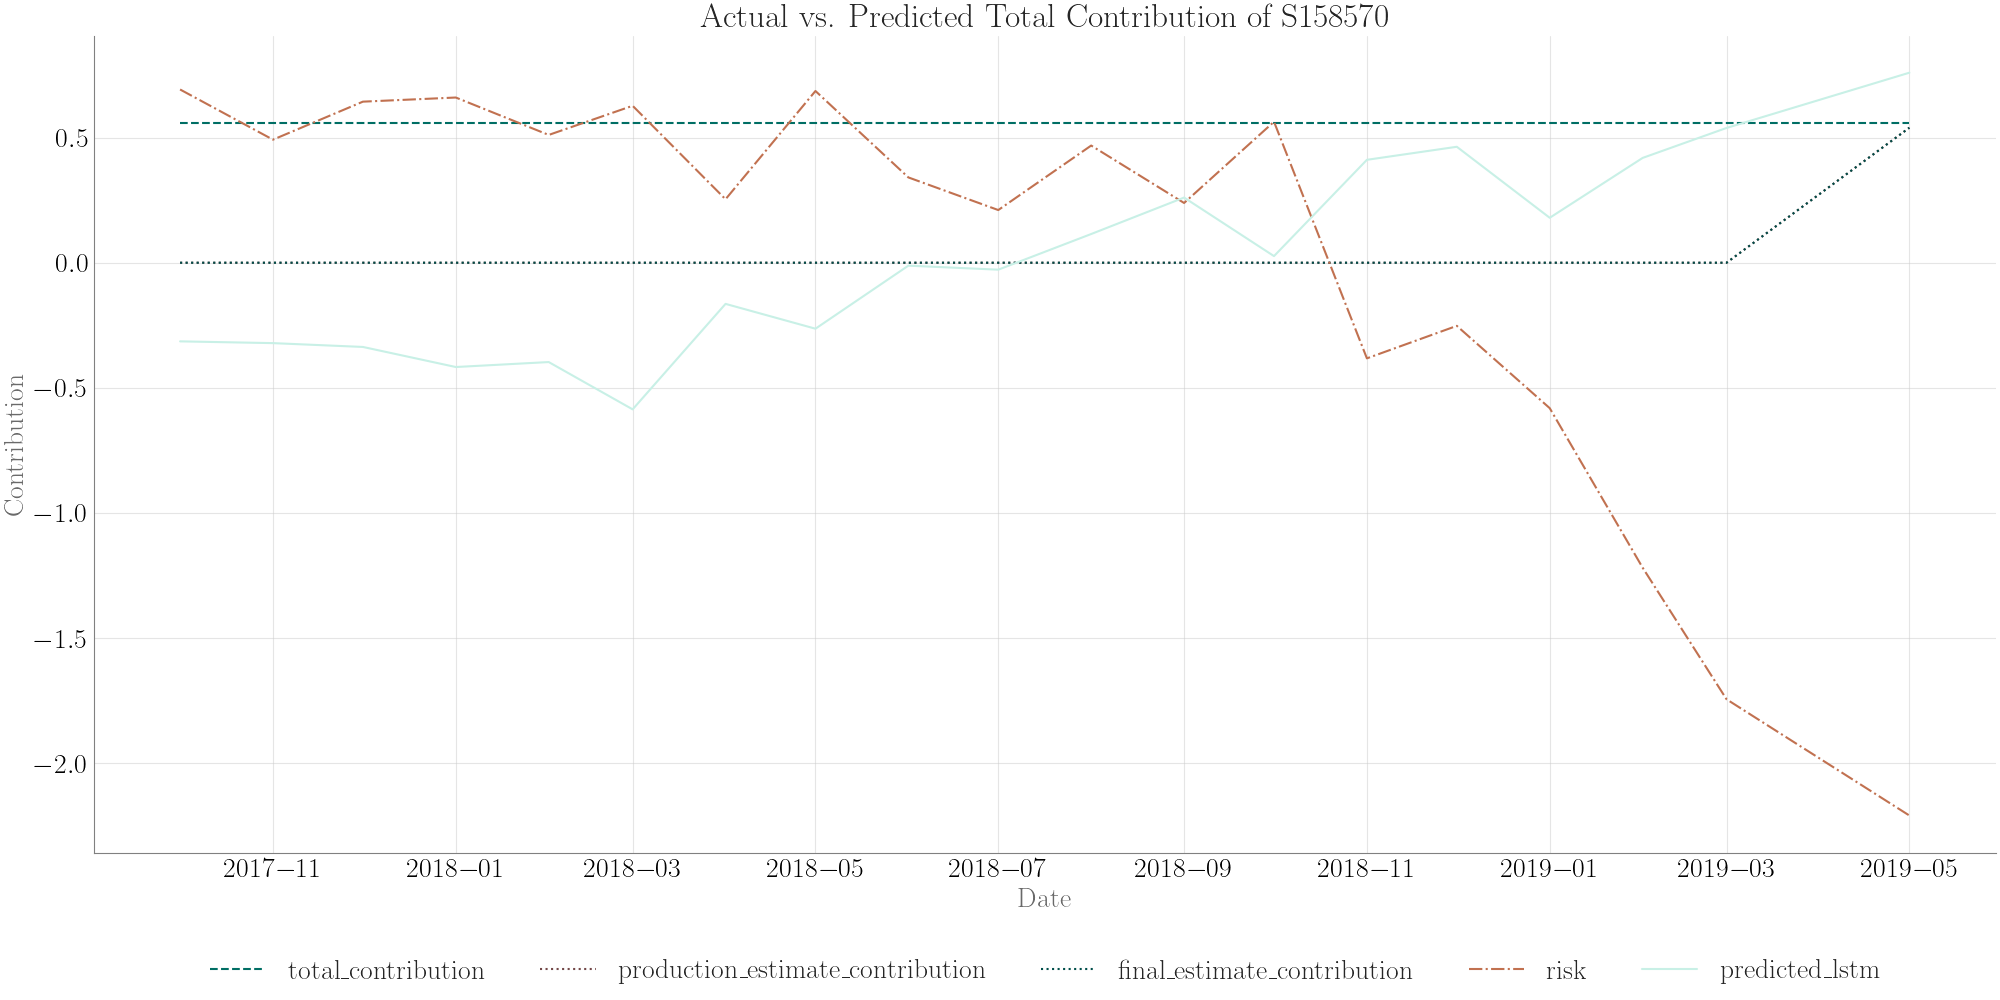 Actual vs. Predicted Total Contribution of S158570
Contribution
0.5
0.0
−0.5
−1.0
−1.5
−2.0
2017−11 2018−01 2018−03 2018−05 2018−07 2018−09 2018−11 2019−01 2019−03 2019−05
Date
total_contribution production_estimate_contribution final_estimate_contribution risk predicted_lstm